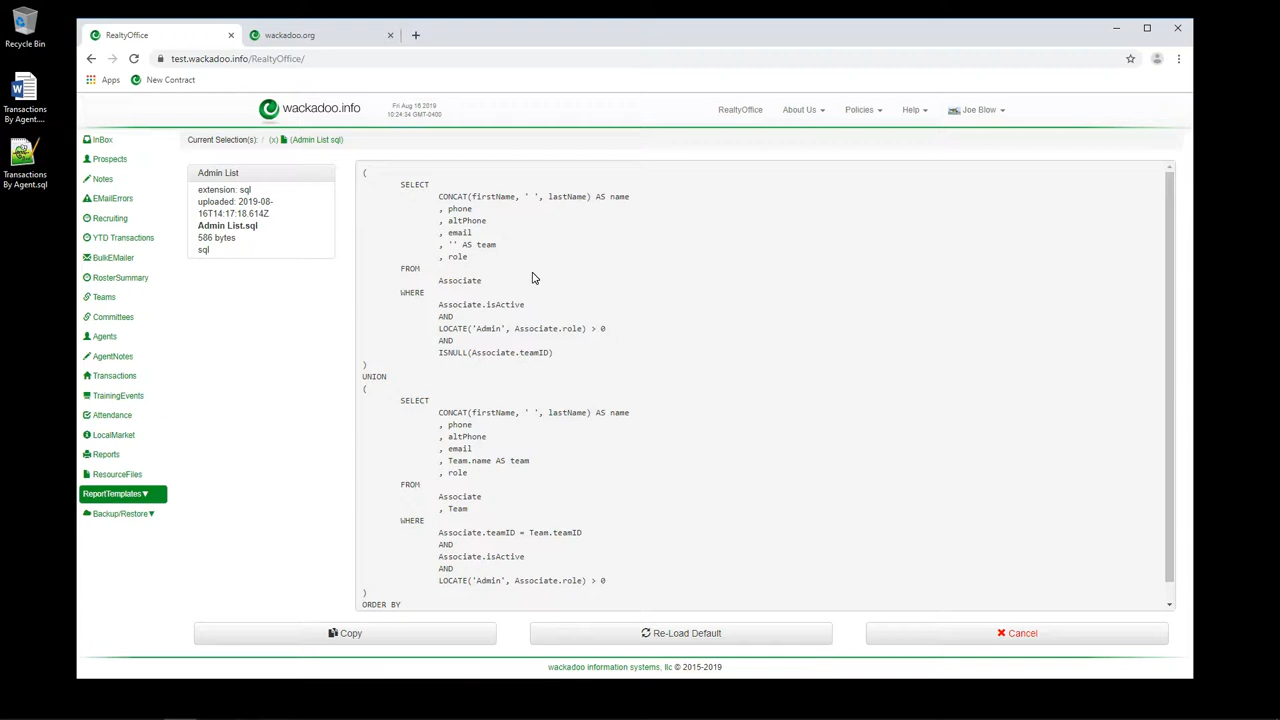 Recycle Bin
Transactions
By Agent....
Transactions
By Agent.sql
RealtyOffice
wackadoo.org
test.wackadoo.info/RealtyOffice/
Apps
New Contract
wackadoo.info
Fri Aug 16 2019
10:24:34 GMT-0400
RealtyOffice
About Us
Policies
Help
Joe Blow
InBox
Prospects
Notes
EMailErrors
Recruiting
YTD Transactions
BulkEMailer
RosterSummary
Teams
Committees
Agents
AgentNotes
Transactions
TrainingEvents
Attendance
LocalMarket
Reports
ResourceFiles
ReportTemplates▼
Backup/Restore▼
Current Selection(s): / (x) (Admin List sql)
Admin List
extension: sql
uploaded: 2019-08-
16T14:17:18.614Z
Admin List.sql
586 bytes
sql
(
SELECT
CONCAT(firstName, ' ', lastName) AS name
, phone
, altPhone
, email
, '' AS team
, role
FROM
Associate
WHERE
Associate.isActive
AND
LOCATE('Admin', Associate.role) > 0
AND
ISNULL(Associate.teamID)
)
UNION
(
SELECT
CONCAT(firstName, ' ', lastName) AS name
, phone
, altPhone
, email
, Team.name AS team
, role
FROM
Associate
, Team
WHERE
Associate.teamID = Team.teamID
AND
Associate.isActive
AND
LOCATE('Admin', Associate.role) > 0
)
ORDER BY
Copy
Re-Load Default
Cancel
wackadoo information systems, llc © 2015-2019